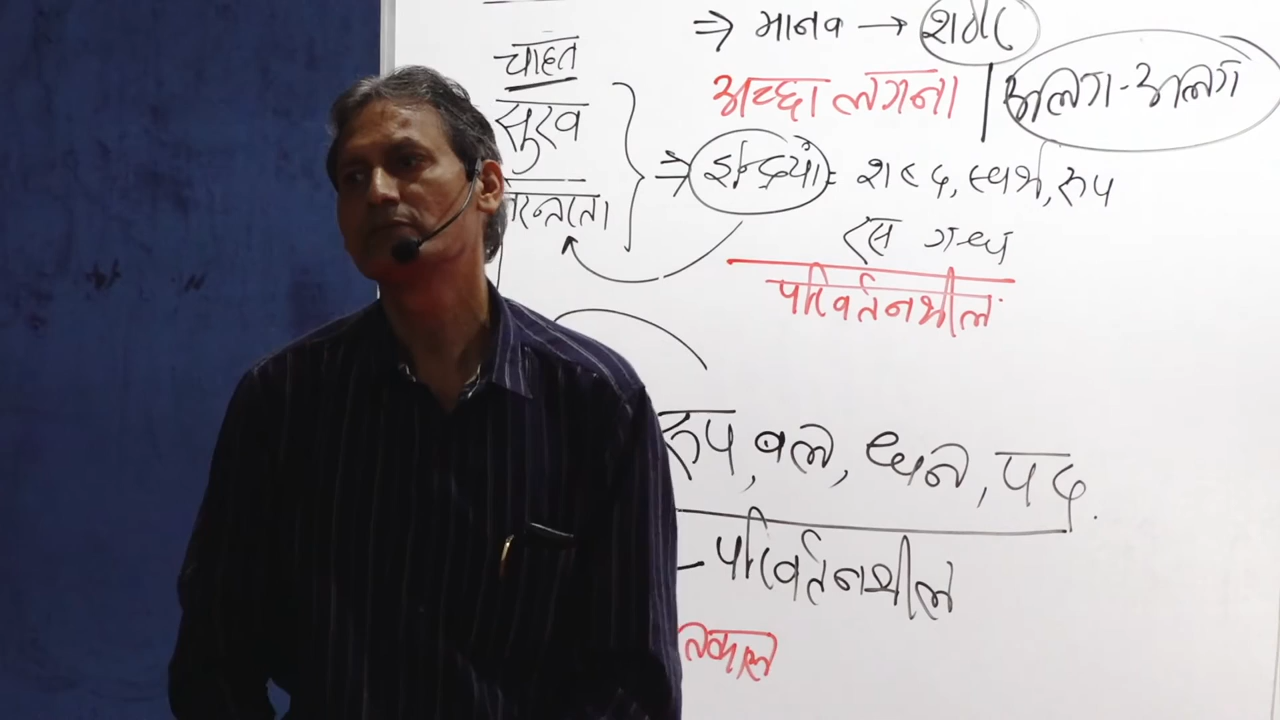 ⇒ मानव → शरीर
चाहत
अच्छा लगना | अलग-अलग
सुख
⇒ इन्द्रियाँ: शब्द, स्पर्श, रूप
रस गन्ध
परिवर्तनशील
रूप, बल, धन, पद.
- परिवर्तनशील